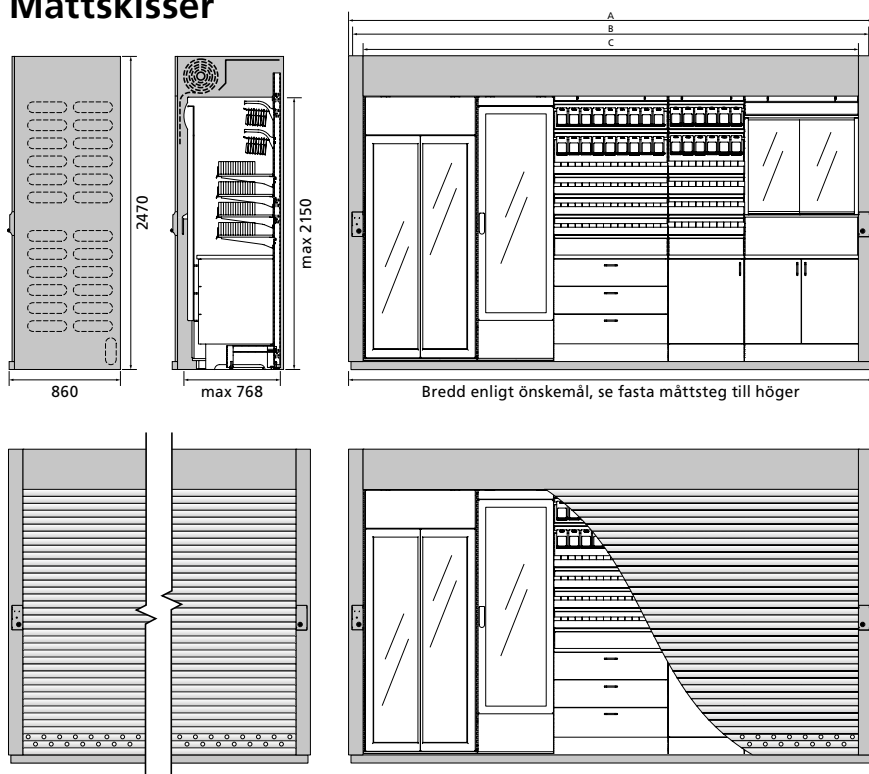 Måttskisser
A
B
C
2470
max 2150
860
max 768
Bredd enligt önskemål, se fasta måttsteg till höger